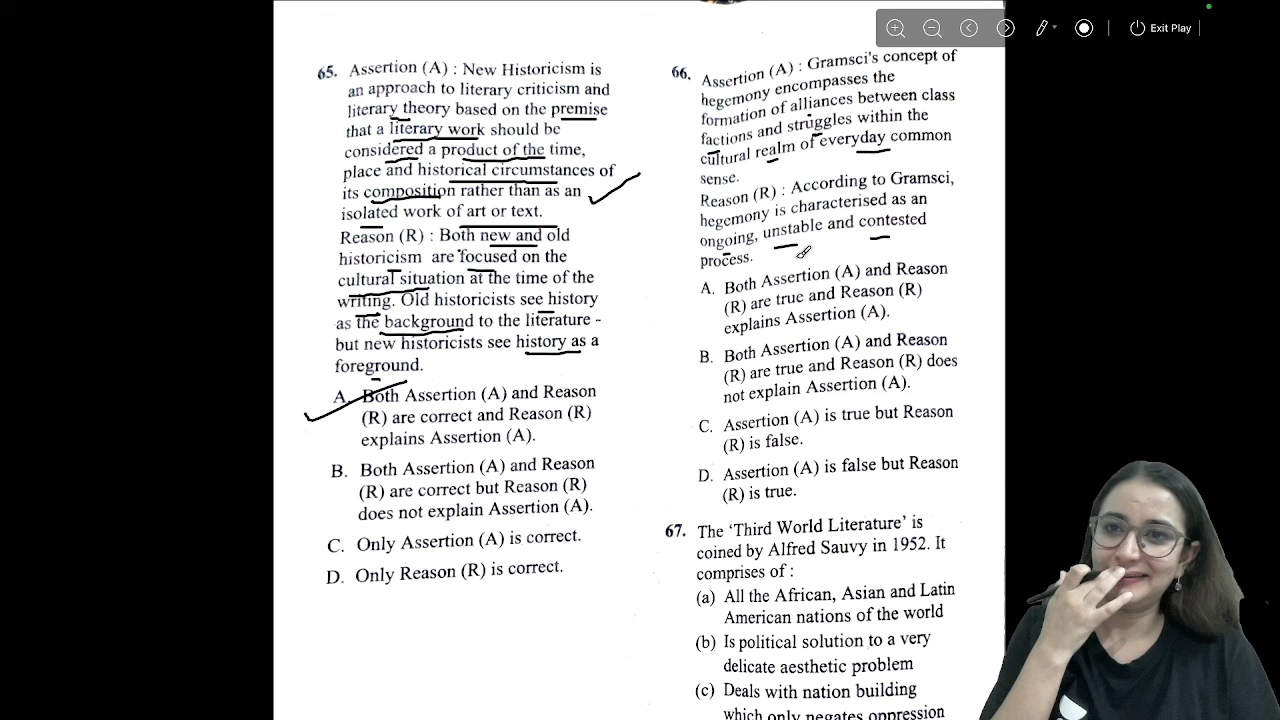 Exit Play
65. Assertion (A) : New Historicism is
an approach to literary criticism and
literary theory based on the premise
that a literary work should be
considered a product of the time,
place and historical circumstances of
its composition rather than as an
isolated work of art or text.
Reason (R) : Both new and old
historicism are focused on the
cultural situation at the time of the
writing. Old historicists see history
as the background to the literature -
but new historicists see history as a
foreground.
A. Both Assertion (A) and Reason
(R) are correct and Reason (R)
explains Assertion (A).
B. Both Assertion (A) and Reason
(R) are correct but Reason (R)
does not explain Assertion (A).
C. Only Assertion (A) is correct.
D. Only Reason (R) is correct.
66. Assertion (A) : Gramsci's concept of
hegemony encompasses the
formation of alliances between class
factions and struggles within the
cultural realm of everyday common
sense.
Reason (R) : According to Gramsci,
hegemony is characterised as an
ongoing, unstable and contested
process.
A. Both Assertion (A) and Reason
(R) are true and Reason (R)
explains Assertion (A).
B. Both Assertion (A) and Reason
(R) are true and Reason (R) does
not explain Assertion (A).
C. Assertion (A) is true but Reason
(R) is false.
D. Assertion (A) is false but Reason
(R) is true.
67. The ‘Third World Literature’ is
coined by Alfred Sauvy in 1952. It
comprises of :
(a) All the African, Asian and Latin
American nations of the world
(b) Is political solution to a very
delicate aesthetic problem
(c) Deals with nation building
which only negates oppression